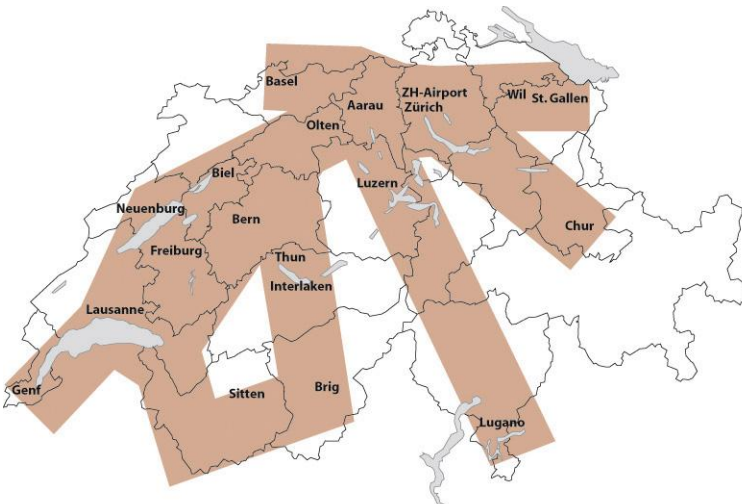 Basel
Aarau
ZH-Airport
Zürich
Wil
St. Gallen
Olten
Biel
Luzern
Neuenburg
Bern
Chur
Freiburg
Thun
Interlaken
Lausanne
Genf
Sitten
Brig
Lugano